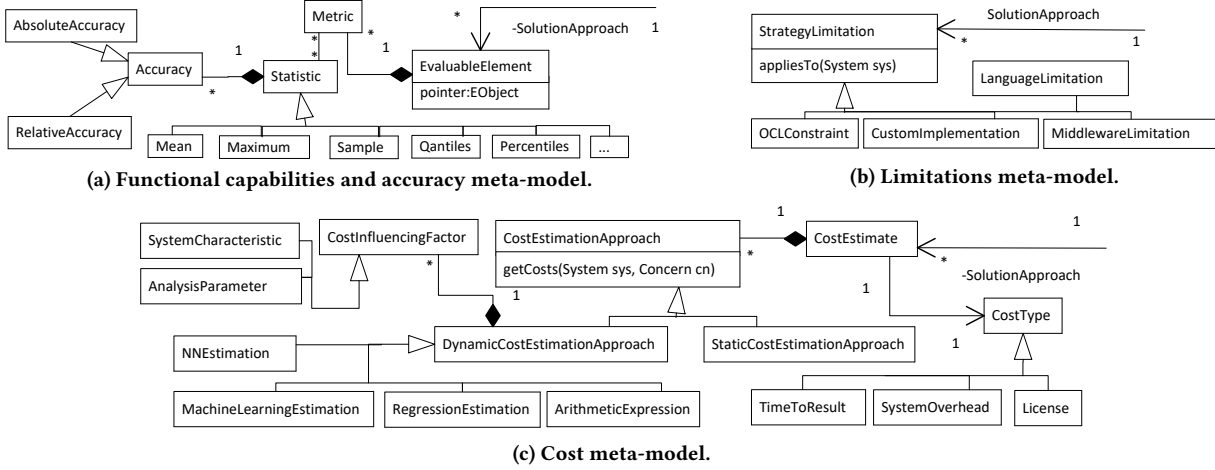 AbsoluteAccuracy
Accuracy
RelativeAccuracy
*
1
Statistic
*
*
Metric
*
1
EvaluableElement
pointer:EObject
*
-SolutionApproach
1
Mean
Maximum
Sample
Qantiles
Percentiles
...
(a) Functional capabilities and accuracy meta-model.
StrategyLimitation
appliesTo(System sys)
SolutionApproach
*
1
LanguageLimitation
OCLConstraint
CustomImplementation
MiddlewareLimitation
(b) Limitations meta-model.
SystemCharacteristic
AnalysisParameter
CostInfluencingFactor
*
1
CostEstimationApproach
getCosts(System sys, Concern cn)
*
1
CostEstimate
1
*
-SolutionApproach
1
1
CostType
NNEstimation
DynamicCostEstimationApproach
StaticCostEstimationApproach
MachineLearningEstimation
RegressionEstimation
ArithmeticExpression
TimeToResult
SystemOverhead
License
(c) Cost meta-model.